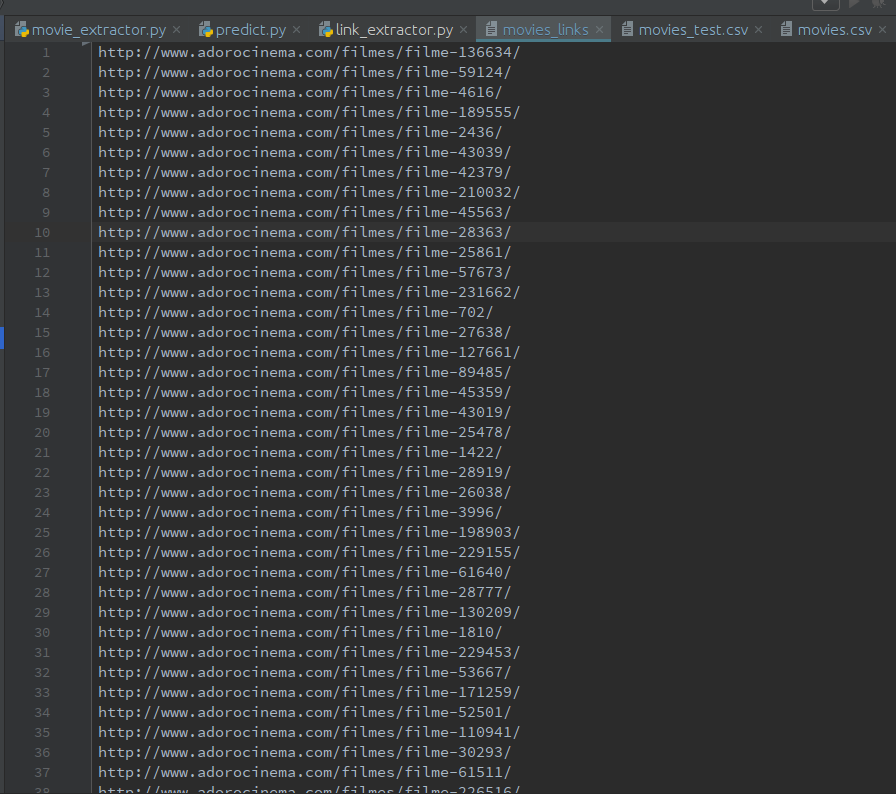 movie_extractor.py predict.py link_extractor.py movies_links movies_test.csv movies.csv
1 http://www.adorocinema.com/filmes/filme-136634/
2 http://www.adorocinema.com/filmes/filme-59124/
3 http://www.adorocinema.com/filmes/filme-4616/
4 http://www.adorocinema.com/filmes/filme-189555/
5 http://www.adorocinema.com/filmes/filme-2436/
6 http://www.adorocinema.com/filmes/filme-43039/
7 http://www.adorocinema.com/filmes/filme-42379/
8 http://www.adorocinema.com/filmes/filme-210032/
9 http://www.adorocinema.com/filmes/filme-45563/
10 http://www.adorocinema.com/filmes/filme-28363/
11 http://www.adorocinema.com/filmes/filme-25861/
12 http://www.adorocinema.com/filmes/filme-57673/
13 http://www.adorocinema.com/filmes/filme-231662/
14 http://www.adorocinema.com/filmes/filme-702/
15 http://www.adorocinema.com/filmes/filme-27638/
16 http://www.adorocinema.com/filmes/filme-127661/
17 http://www.adorocinema.com/filmes/filme-89485/
18 http://www.adorocinema.com/filmes/filme-45359/
19 http://www.adorocinema.com/filmes/filme-43019/
20 http://www.adorocinema.com/filmes/filme-25478/
21 http://www.adorocinema.com/filmes/filme-1422/
22 http://www.adorocinema.com/filmes/filme-28919/
23 http://www.adorocinema.com/filmes/filme-26038/
24 http://www.adorocinema.com/filmes/filme-3996/
25 http://www.adorocinema.com/filmes/filme-198903/
26 http://www.adorocinema.com/filmes/filme-229155/
27 http://www.adorocinema.com/filmes/filme-61640/
28 http://www.adorocinema.com/filmes/filme-28777/
29 http://www.adorocinema.com/filmes/filme-130209/
30 http://www.adorocinema.com/filmes/filme-1810/
31 http://www.adorocinema.com/filmes/filme-229453/
32 http://www.adorocinema.com/filmes/filme-53667/
33 http://www.adorocinema.com/filmes/filme-171259/
34 http://www.adorocinema.com/filmes/filme-52501/
35 http://www.adorocinema.com/filmes/filme-110941/
36 http://www.adorocinema.com/filmes/filme-30293/
37 http://www.adorocinema.com/filmes/filme-61511/
38 http://www.adorocinema.com/filmes/filme-226516/